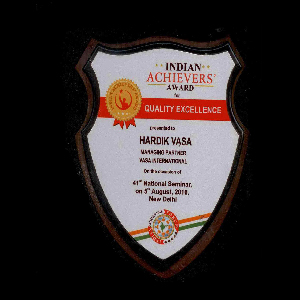 INDIAN
ACHIEVERS'
AWARD
for
QUALITY EXCELLENCE
presented to
HARDIK VASA
MANAGING PARTNER
VASA INTERNATIONAL
On the occasion of
41st National Seminar,
on 5th August, 2018,
New Delhi